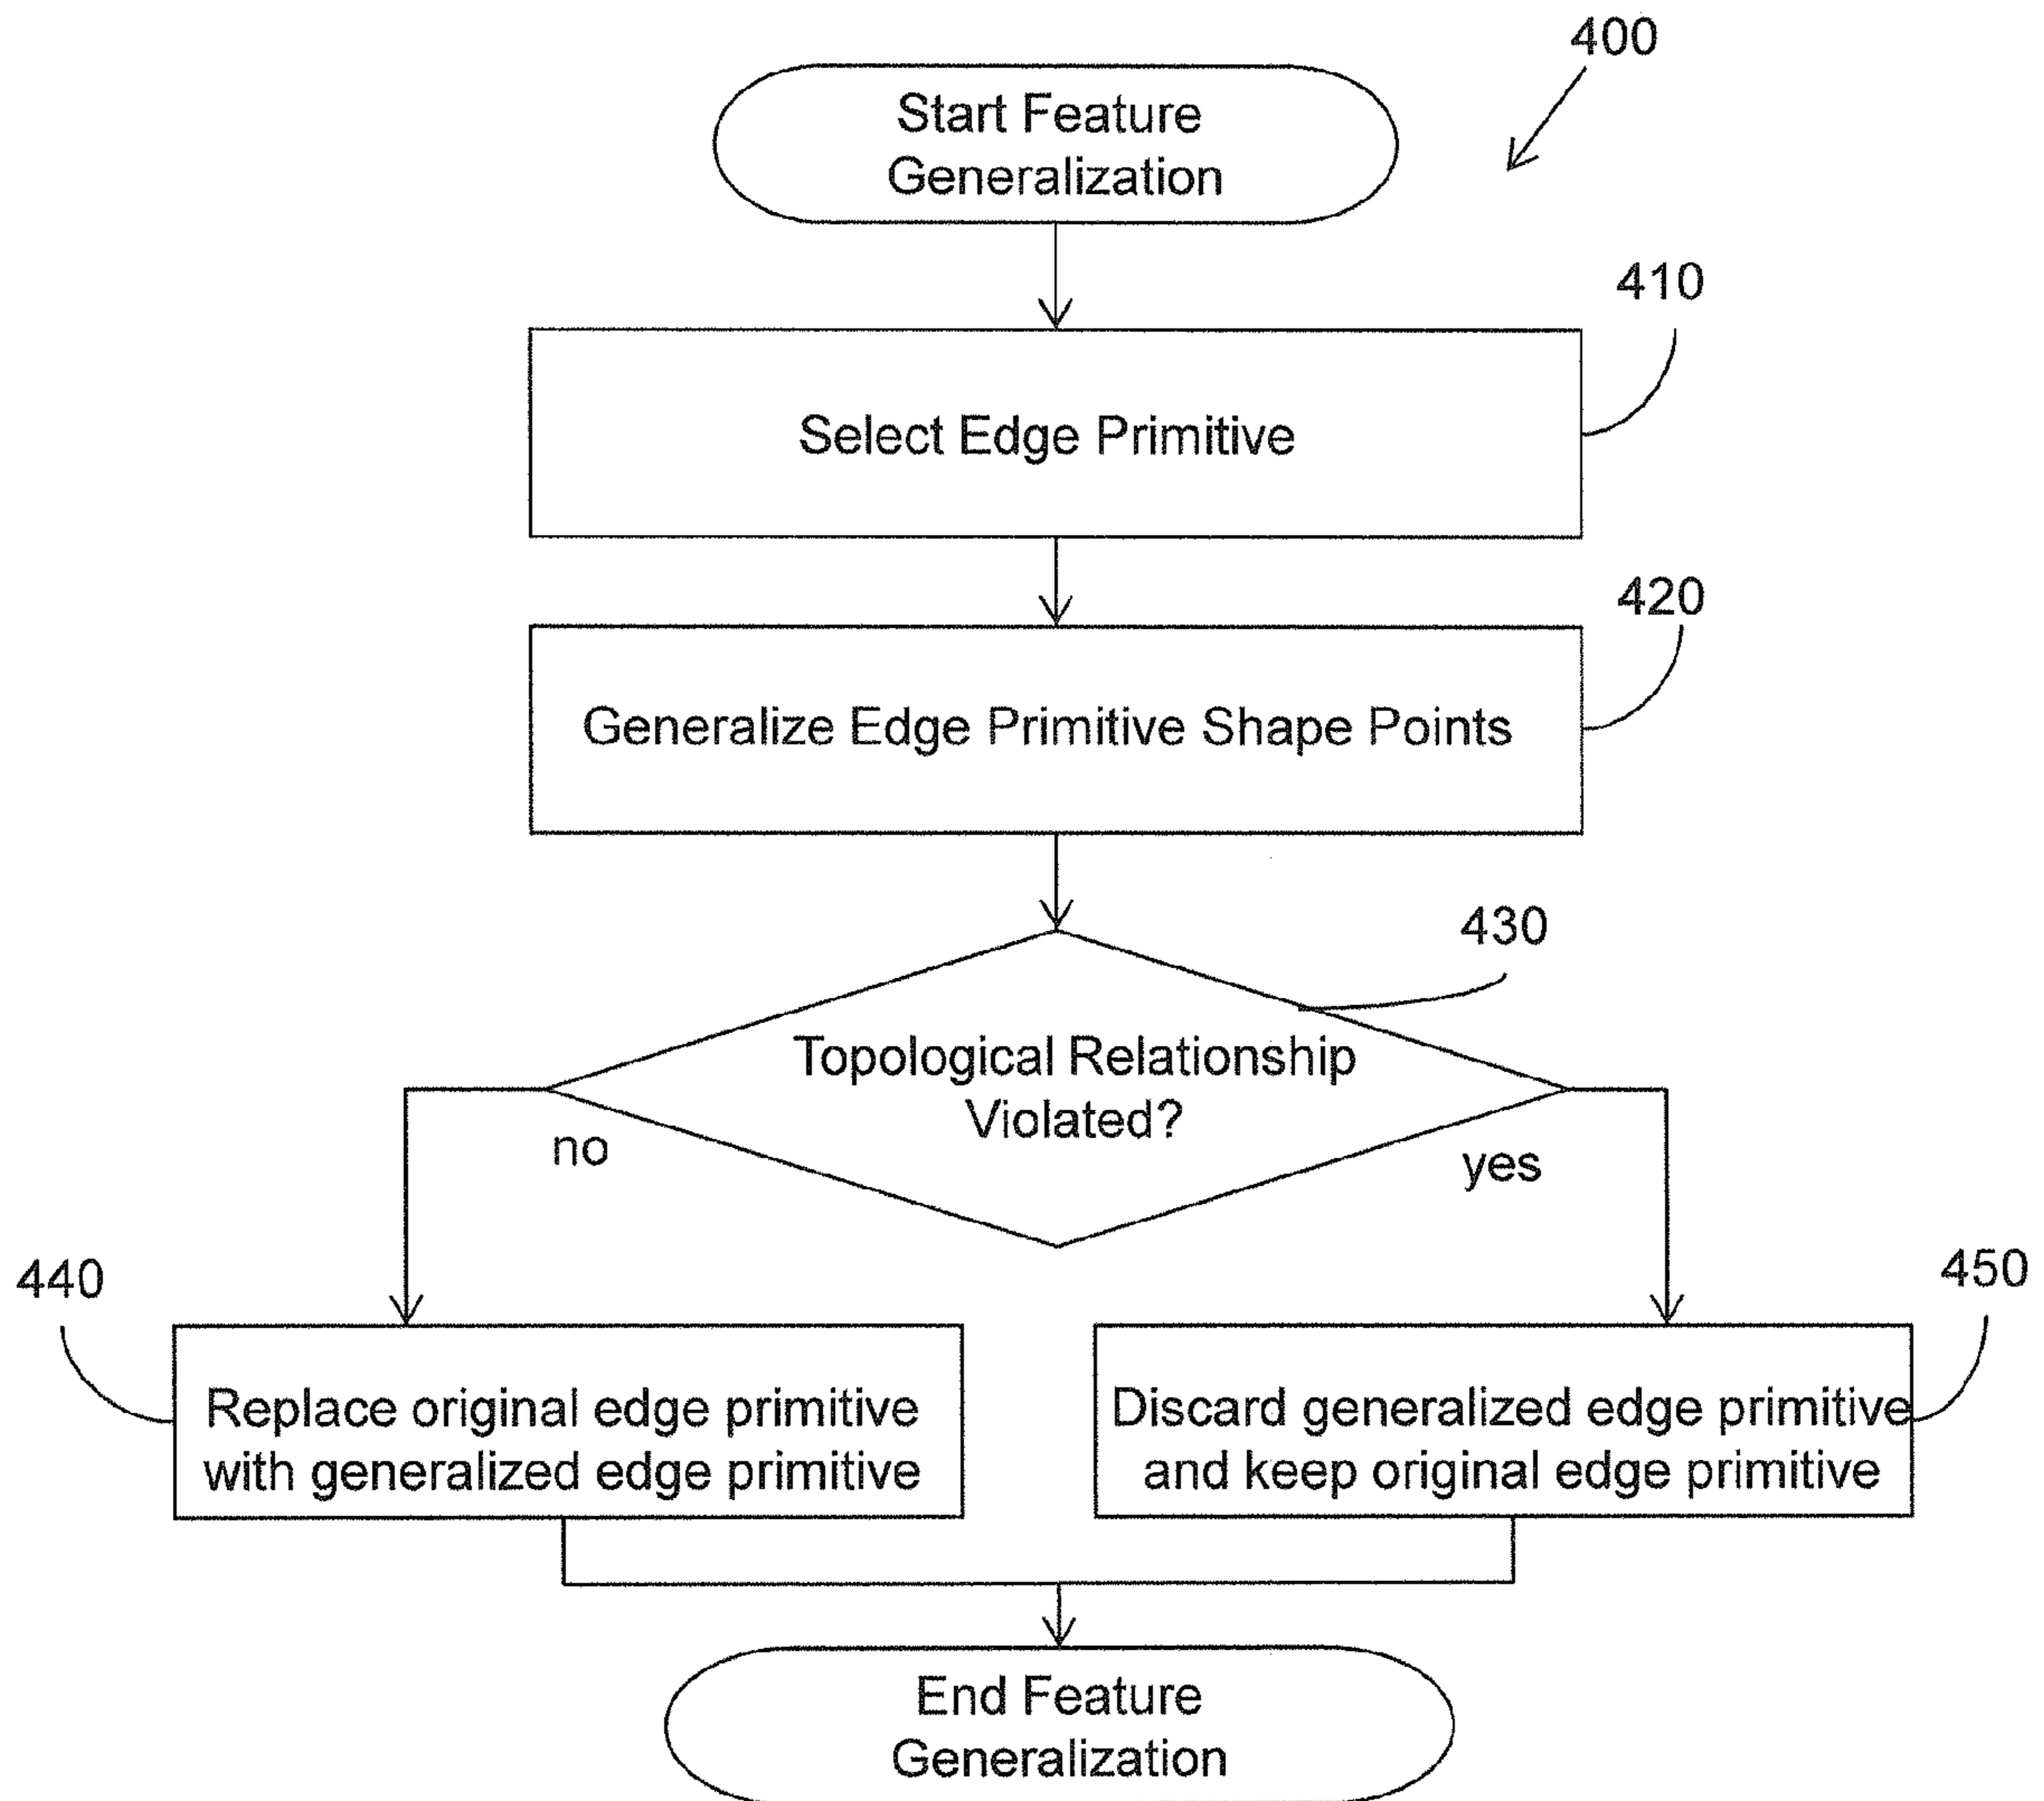 400
Start Feature
Generalization
410
Select Edge Primitive
420
Generalize Edge Primitive Shape Points
430
Topological Relationship
Violated?
no
yes
440
450
Replace original edge primitive
with generalized edge primitive
Discard generalized edge primitive
and keep original edge primitive
End Feature
Generalization